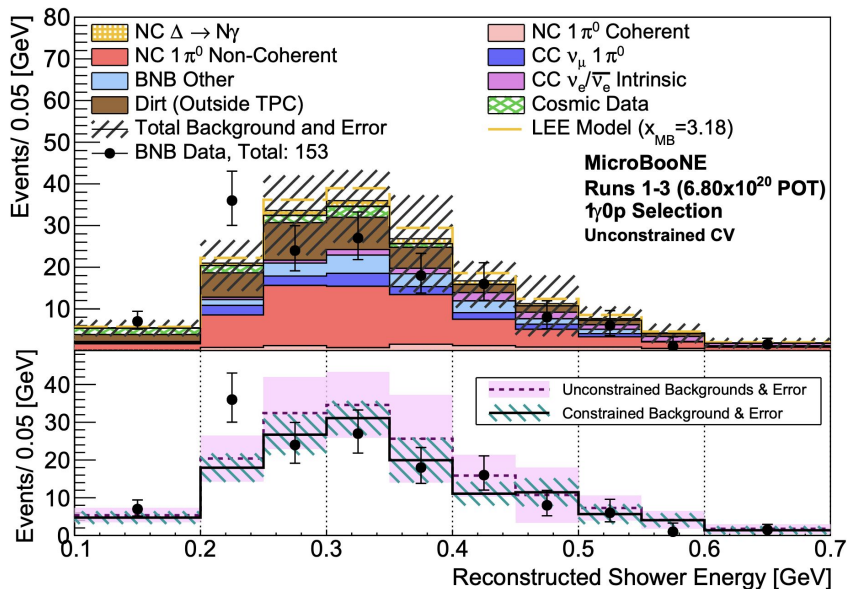 80
70
60
50
40
30
20
10
Events/ 0.05 [GeV]
NC Δ → Nγ
NC 1π⁰ Non-Coherent
BNB Other
Dirt (Outside TPC)
Total Background and Error
BNB Data, Total: 153
NC 1π⁰ Coherent
CC ν_μ 1π⁰
CC ν_e/ν̅_e Intrinsic
Cosmic Data
LEE Model (x_MB=3.18)
MicroBooNE
Runs 1-3 (6.80x10²⁰ POT)
1γ0p Selection
Unconstrained CV
40
30
20
10
0
Events/ 0.05 [GeV]
Unconstrained Backgrounds & Error
Constrained Background & Error
0.1 0.2 0.3 0.4 0.5 0.6 0.7
Reconstructed Shower Energy [GeV]